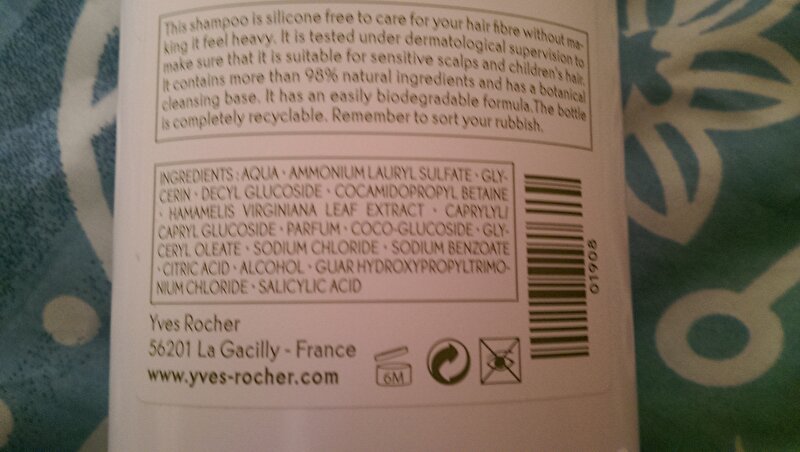 This shampoo is silicone free to care for your hair fibre without ma-
king it feel heavy. It is tested under dermatological supervision to
make sure that it is suitable for sensitive scalps and children's hair.
It contains more than 98% natural ingredients and has a botanical
cleansing base. It has an easily biodegradable formula.The bottle
is completely recyclable. Remember to sort your rubbish.
INGREDIENTS : AQUA • AMMONIUM LAURYL SULFATE • GLY-
CERIN • DECYL GLUCOSIDE • COCAMIDOPROPYL BETAINE
• HAMAMELIS VIRGINIANA LEAF EXTRACT • CAPRYLYL/
CAPRYL GLUCOSIDE • PARFUM • COCO-GLUCOSIDE • GLY-
CERYL OLEATE • SODIUM CHLORIDE • SODIUM BENZOATE
• CITRIC ACID • ALCOHOL • GUAR HYDROXYPROPYLTRIMO-
NIUM CHLORIDE • SALICYLIC ACID
01908
Yves Rocher
56201 La Gacilly - France
www.yves-rocher.com
6M